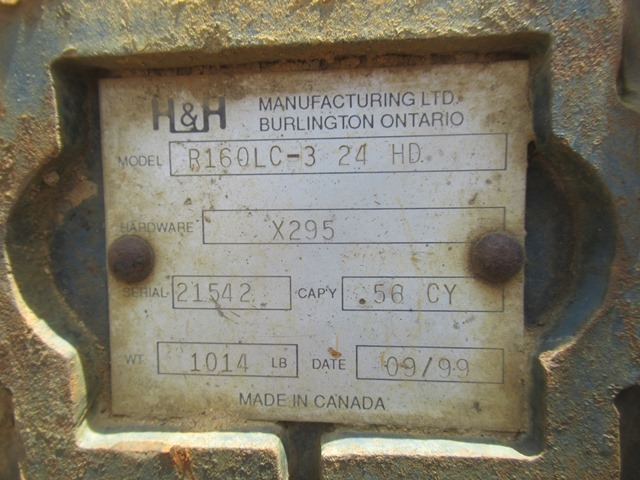 H&H MANUFACTURING LTD.
BURLINGTON ONTARIO
MODEL R160LC-3 24 HD
HARDWARE X295
SERIAL 21542 CAP'Y .56 CY
WT. 1014 LB DATE 09/99
MADE IN CANADA